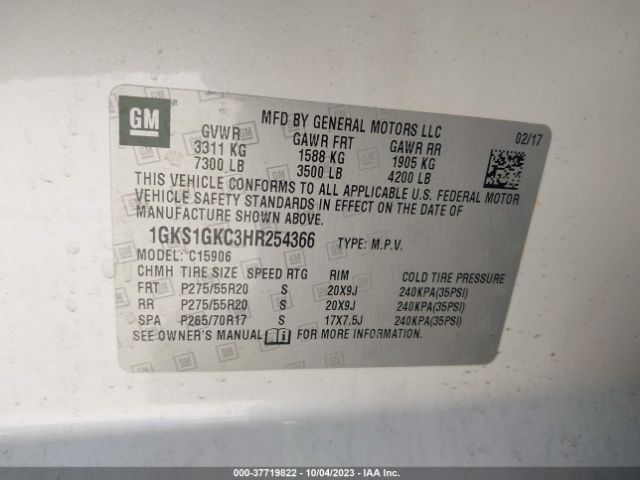 GM
MFD BY GENERAL MOTORS LLC
02/17
GVWR GAWR FRT GAWR RR
3311 KG 1588 KG 1905 KG
7300 LB 3500 LB 4200 LB
THIS VEHICLE CONFORMS TO ALL APPLICABLE U.S. FEDERAL MOTOR
VEHICLE SAFETY STANDARDS IN EFFECT ON THE DATE OF
MANUFACTURE SHOWN ABOVE.
1GKS1GKC3HR254366 TYPE: M.P.V.
MODEL: C15906
CHMH TIRE SIZE SPEED RTG RIM COLD TIRE PRESSURE
FRT P275/55R20 S 20X9J 240KPA(35PSI)
RR P275/55R20 S 20X9J 240KPA(35PSI)
SPA P265/70R17 S 17X7.5J 240KPA(35PSI)
SEE OWNER'S MANUAL i FOR MORE INFORMATION.
000-37719822 - 10/04/2023 - IAA Inc.